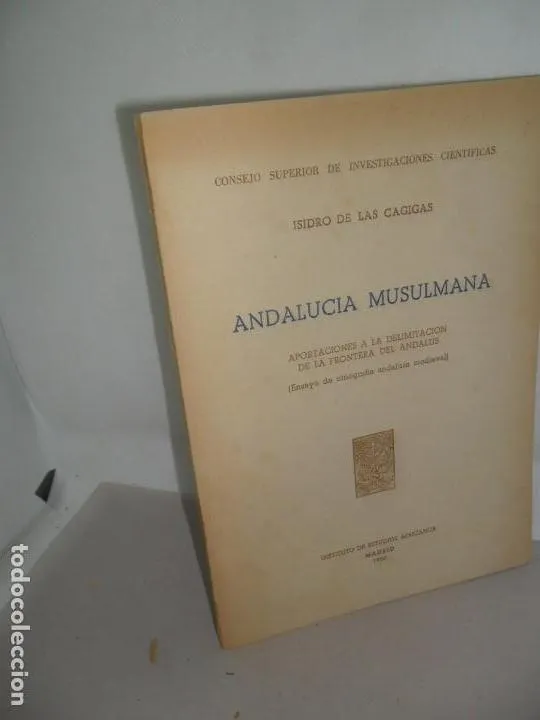 CONSEJO SUPERIOR DE INVESTIGACIONES CIENTIFICAS
ISIDRO DE LAS CAGIGAS
ANDALUCIA MUSULMANA
APORTACIONES A LA DELIMITACION
DE LA FRONTERA DEL ANDALUS
(Ensayo de etnografía andaluza medieval)
INSTITUTO DE ESTUDIOS AFRICANOS
MADRID
1950
todocoleccion